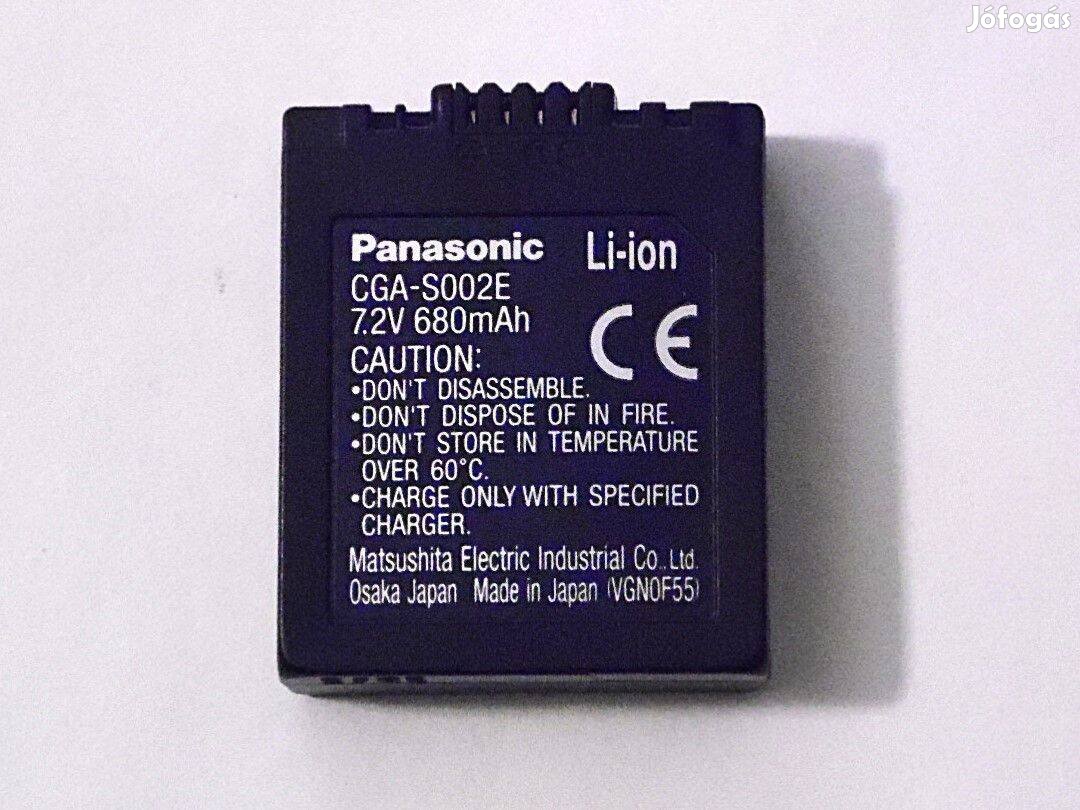 Jófogás
Panasonic Li-ion
CGA-S002E
7.2V 680mAh
CE
CAUTION:
•DON'T DISASSEMBLE.
•DON'T DISPOSE OF IN FIRE.
•DON'T STORE IN TEMPERATURE
OVER 60°C.
•CHARGE ONLY WITH SPECIFIED
CHARGER.
Matsushita Electric Industrial Co., Ltd.
Osaka Japan Made in Japan (VGN0F55)